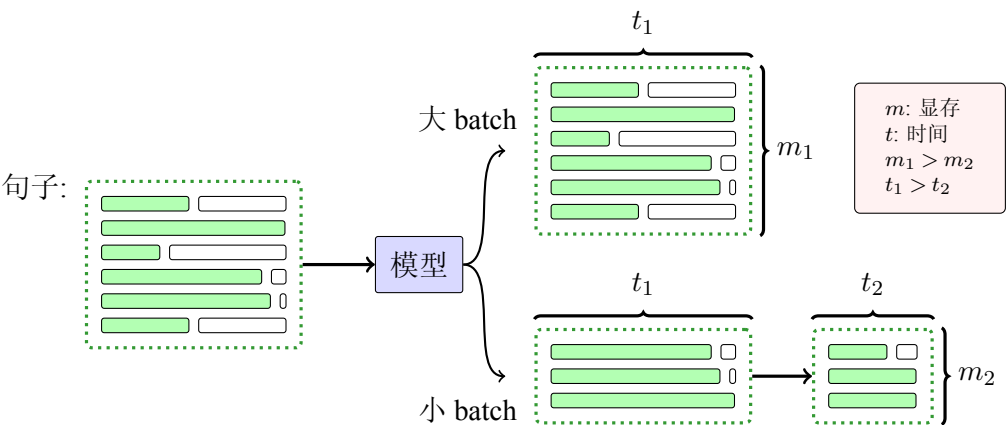 句子:
模型
大 batch
t₁
m₁
m: 显存
t: 时间
m₁ > m₂
t₁ > t₂
小 batch
t₁
t₂
m₂